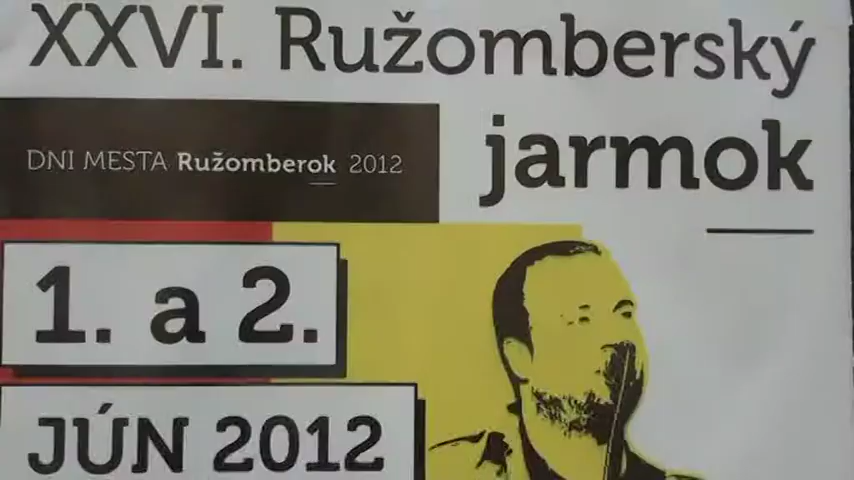 XXVI. Ružomberský
jarmok
DNI MESTA Ružomberok 2012
1. a 2.
JÚN 2012